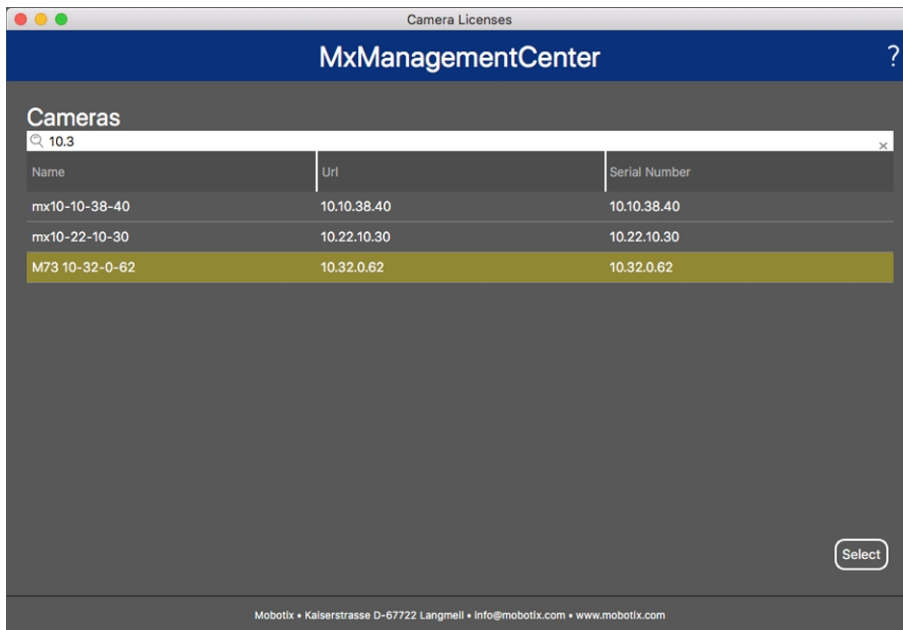 Camera Licenses
MxManagementCenter
?
Cameras
10.3
Name Url Serial Number
mx10-10-38-40 10.10.38.40 10.10.38.40
mx10-22-10-30 10.22.10.30 10.22.10.30
M73 10-32-0-62 10.32.0.62 10.32.0.62
Select
Mobotix • Kaiserstrasse D-67722 Langmeil • info@mobotix.com • www.mobotix.com